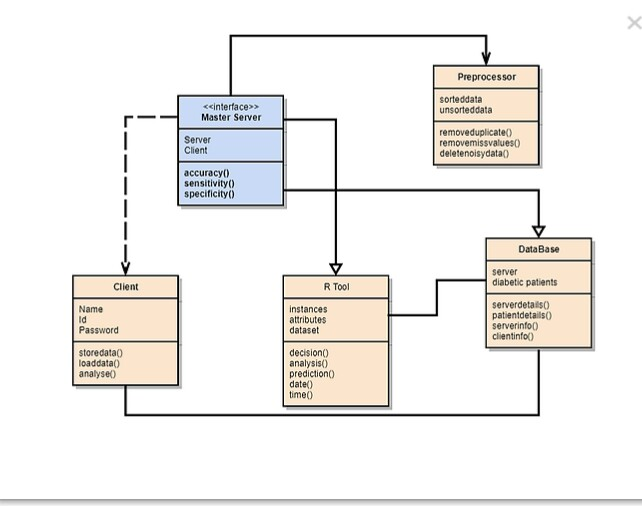 Preprocessor
sorteddata
unsorteddata
removeduplicate()
removemissvalues()
deletenoisydata()
<<interface>>
Master Server
Server
Client
accuracy()
sensitivity()
specificity()
DataBase
server
diabetic patients
serverdetails()
patientdetails()
serverinfo()
clientinfo()
Client
Name
Id
Password
storedata()
loaddata()
analyse()
R Tool
instances
attributes
dataset
decision()
analysis()
prediction()
date()
time()